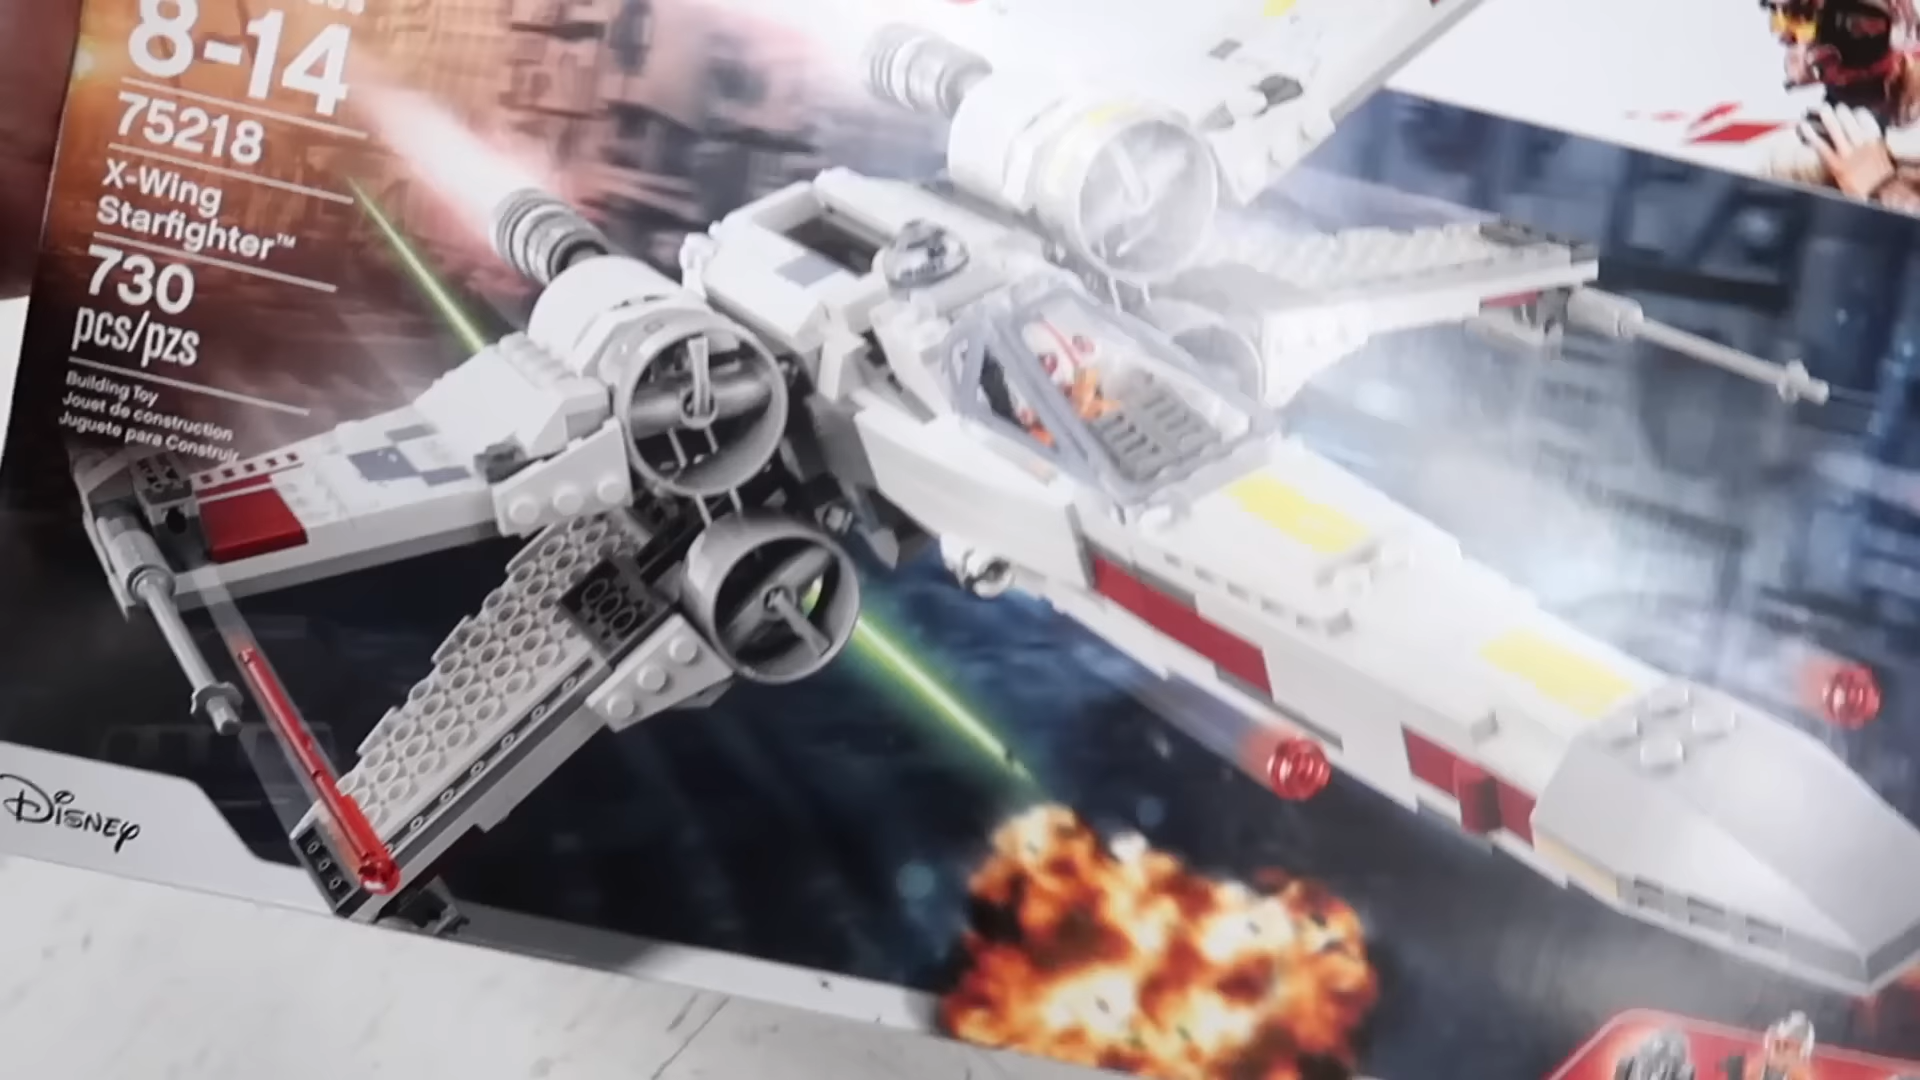 8-14
75218
X-Wing
Starfighter™
730
pcs/pzs
Building Toy
Jouet de construction
Juguete para Construir
Disney